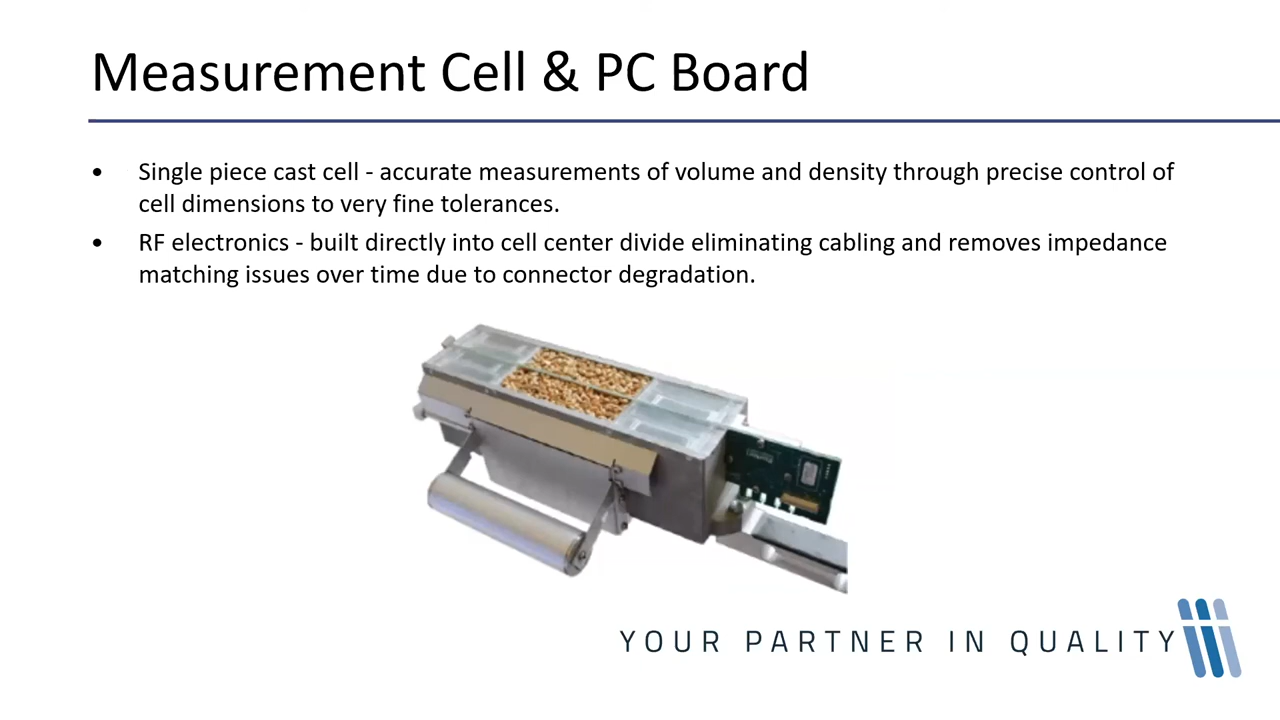 Measurement Cell & PC Board
• Single piece cast cell - accurate measurements of volume and density through precise control of
cell dimensions to very fine tolerances.
• RF electronics - built directly into cell center divide eliminating cabling and removes impedance
matching issues over time due to connector degradation.
YOUR PARTNER IN QUALITY